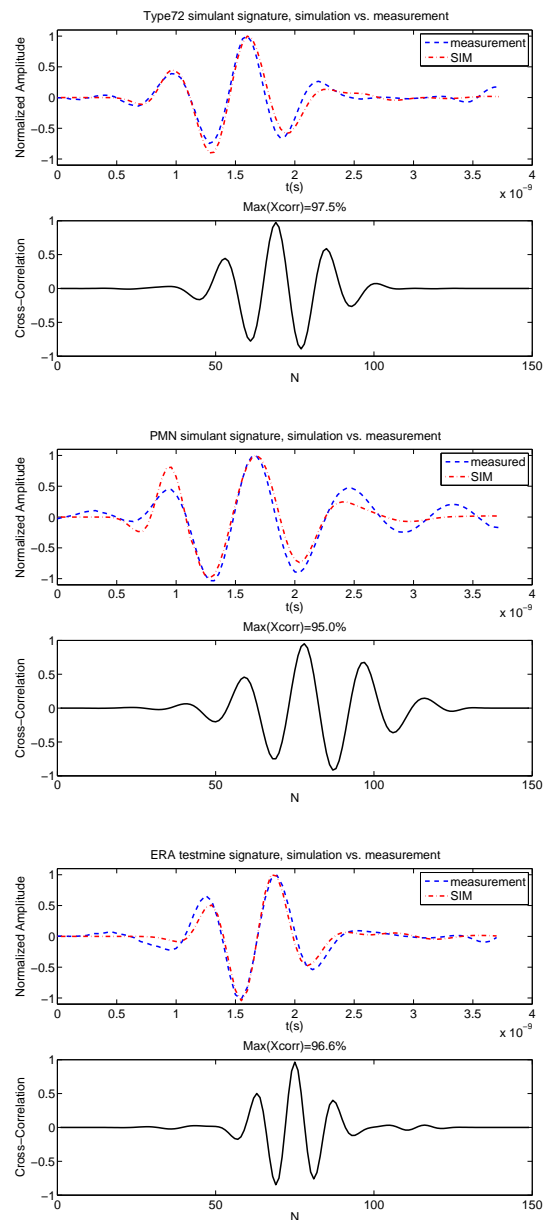 Type72 simulant signature, simulation vs. measurement
1
0.5
0
−0.5
−1
Normalized Amplitude
measurement
SIM
0 0.5 1 1.5 2 2.5 3 3.5 4
t(s)
x 10⁻⁹
Max(Xcorr)=97.5%
1
0.5
0
−0.5
−1
Cross−Correlation
0 50 100 150
N
PMN simulant signature, simulation vs. measurement
1
0.5
0
−0.5
−1
Normalized Amplitude
measured
SIM
0 0.5 1 1.5 2 2.5 3 3.5 4
t(s)
x 10⁻⁹
Max(Xcorr)=95.0%
1
0.5
0
−0.5
−1
Cross−Correlation
0 50 100 150
N
ERA testmine signature, simulation vs. measurement
1
0.5
0
−0.5
−1
Normalized Amplitude
measurement
SIM
0 0.5 1 1.5 2 2.5 3 3.5 4
t(s)
x 10⁻⁹
Max(Xcorr)=96.6%
1
0.5
0
−0.5
−1
Cross−Correlation
0 50 100 150
N